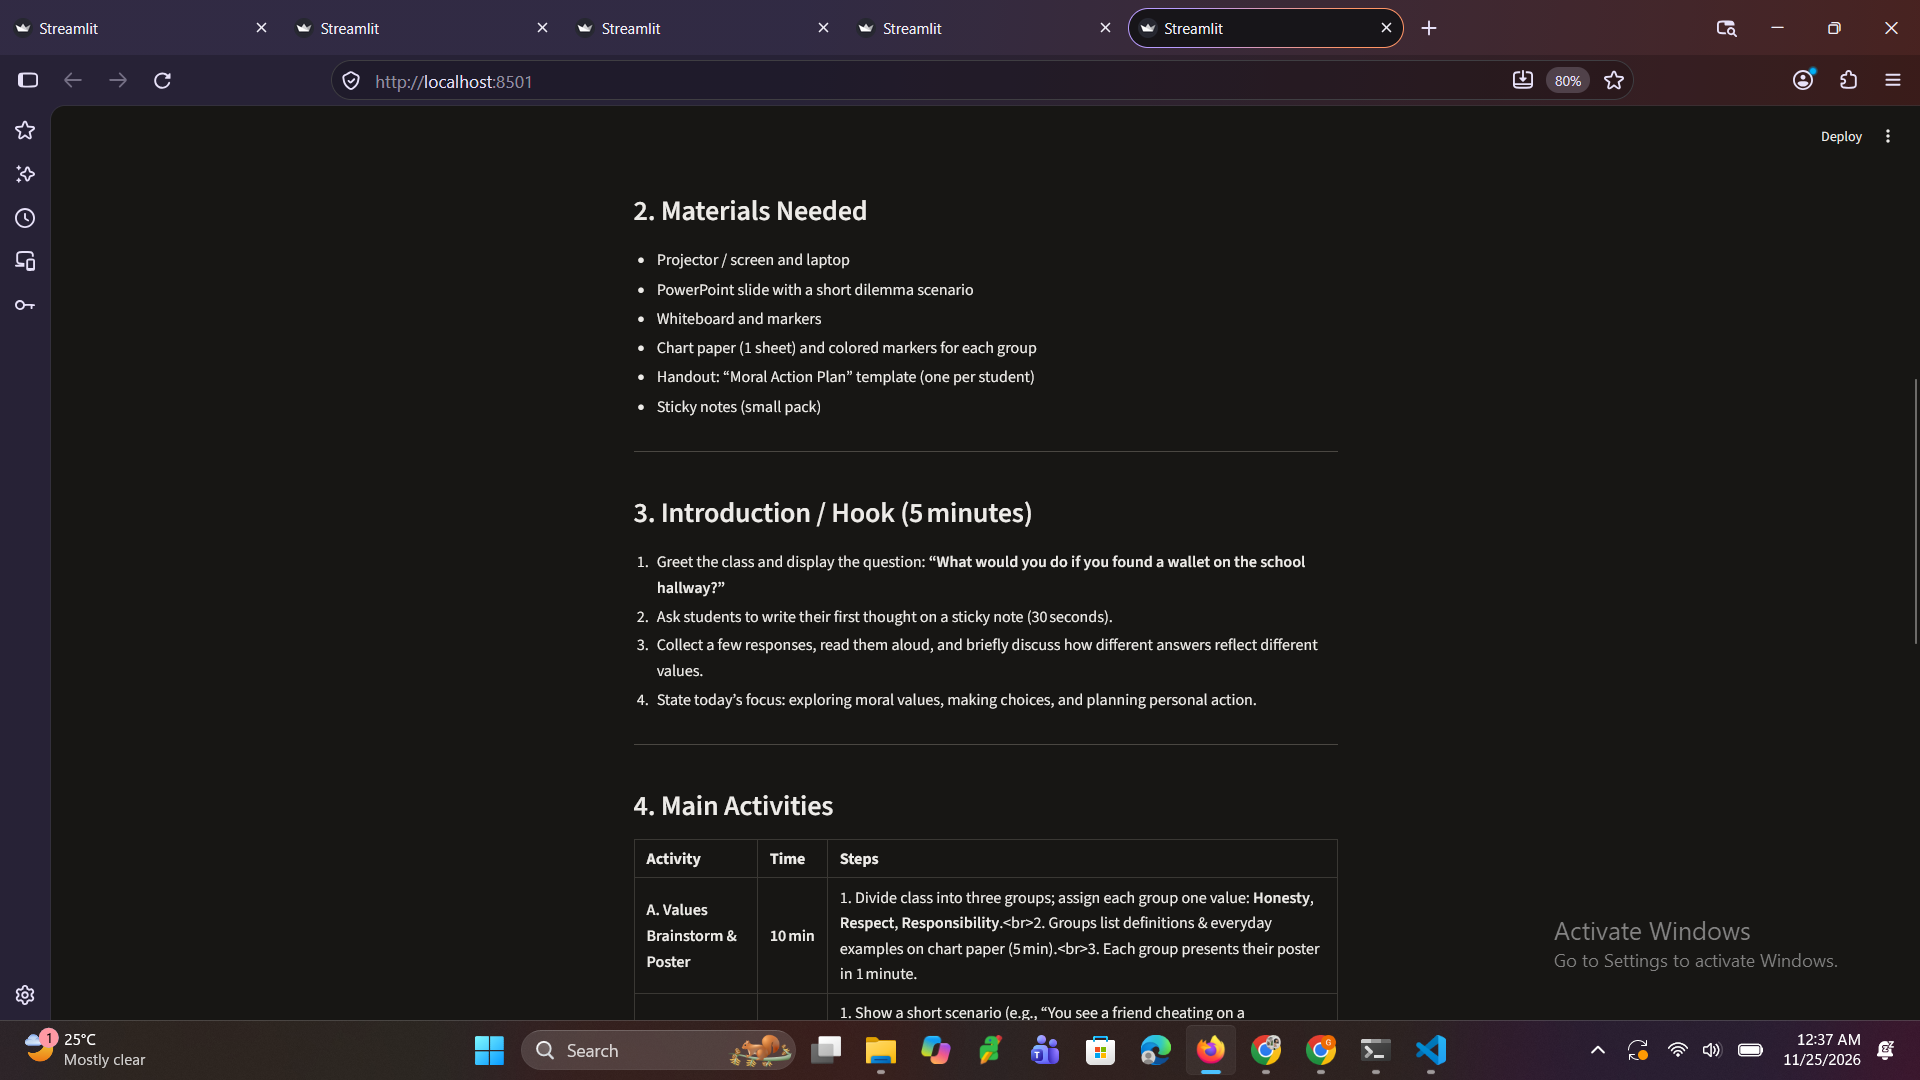 Streamlit
Streamlit
Streamlit
Streamlit
Streamlit
http://localhost:8501
80%
Deploy
2. Materials Needed
• Projector / screen and laptop
• PowerPoint slide with a short dilemma scenario
• Whiteboard and markers
• Chart paper (1 sheet) and colored markers for each group
• Handout: “Moral Action Plan” template (one per student)
• Sticky notes (small pack)
3. Introduction / Hook (5 minutes)
1. Greet the class and display the question: “What would you do if you found a wallet on the school
hallway?”
2. Ask students to write their first thought on a sticky note (30 seconds).
3. Collect a few responses, read them aloud, and briefly discuss how different answers reflect different
values.
4. State today’s focus: exploring moral values, making choices, and planning personal action.
4. Main Activities
Activity Time Steps
A. Values
Brainstorm &
Poster
10 min
1. Divide class into three groups; assign each group one value: Honesty,
Respect, Responsibility.<br>2. Groups list definitions & everyday
examples on chart paper (5 min).<br>3. Each group presents their poster
in 1 minute.
1. Show a short scenario (e.g., “You see a friend cheating on a
Activate Windows
Go to Settings to activate Windows.
1
25°C
Mostly clear
Search
12:37 AM
11/25/2026